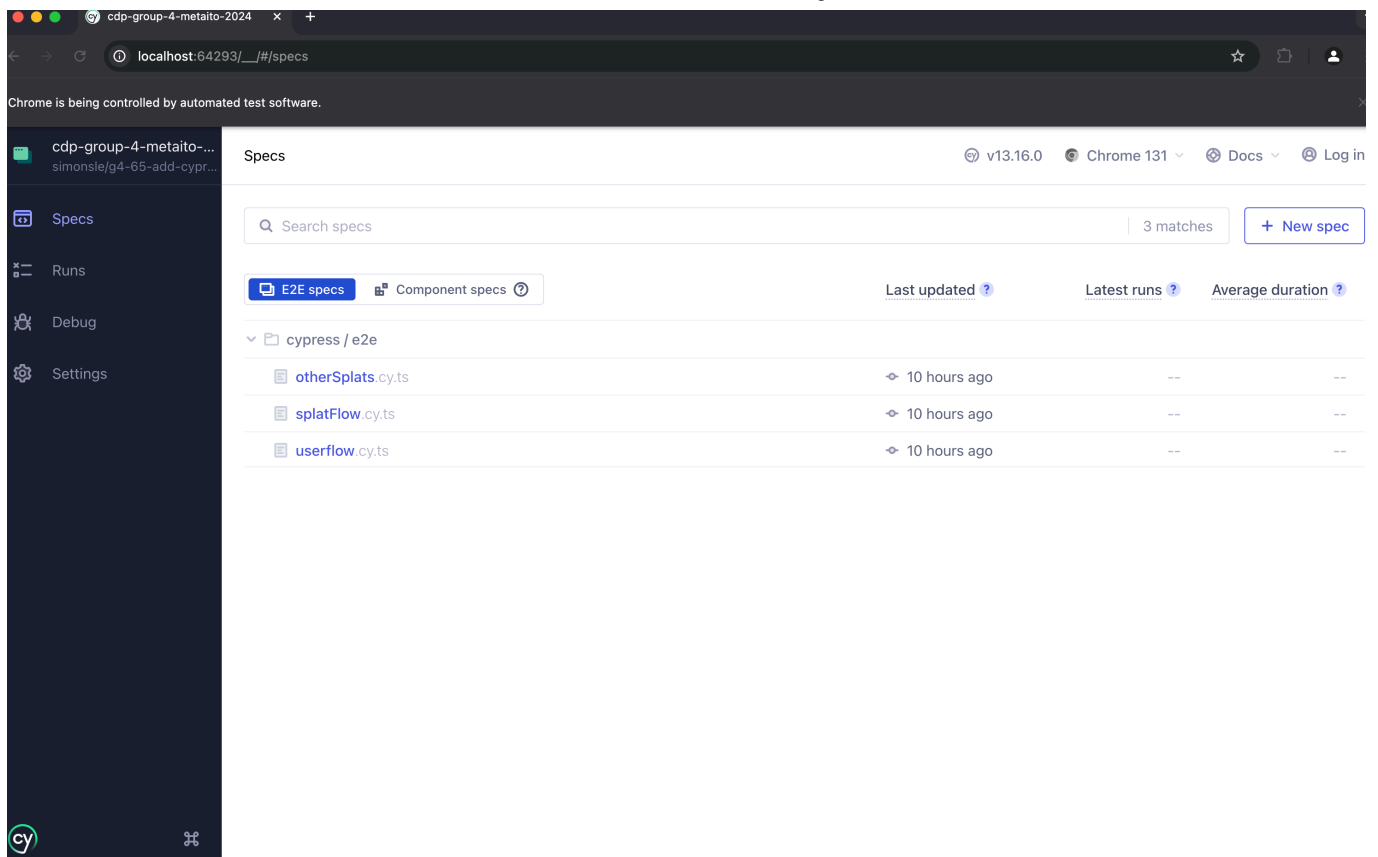 cdp-group-4-metaito-2024
localhost:64293/__/#/specs
Chrome is being controlled by automated test software.
cdp-group-4-metaito-...
simonsle/g4-65-add-cypr...
Specs
v13.16.0
Chrome 131
Docs
Log in
Specs
Runs
Debug
Settings
Search specs
3 matches
+ New spec
E2E specs
Component specs ?
Last updated ?
Latest runs ?
Average duration ?
cypress / e2e
otherSplats.cy.ts 10 hours ago -- --
splatFlow.cy.ts 10 hours ago -- --
userflow.cy.ts 10 hours ago -- --
cy